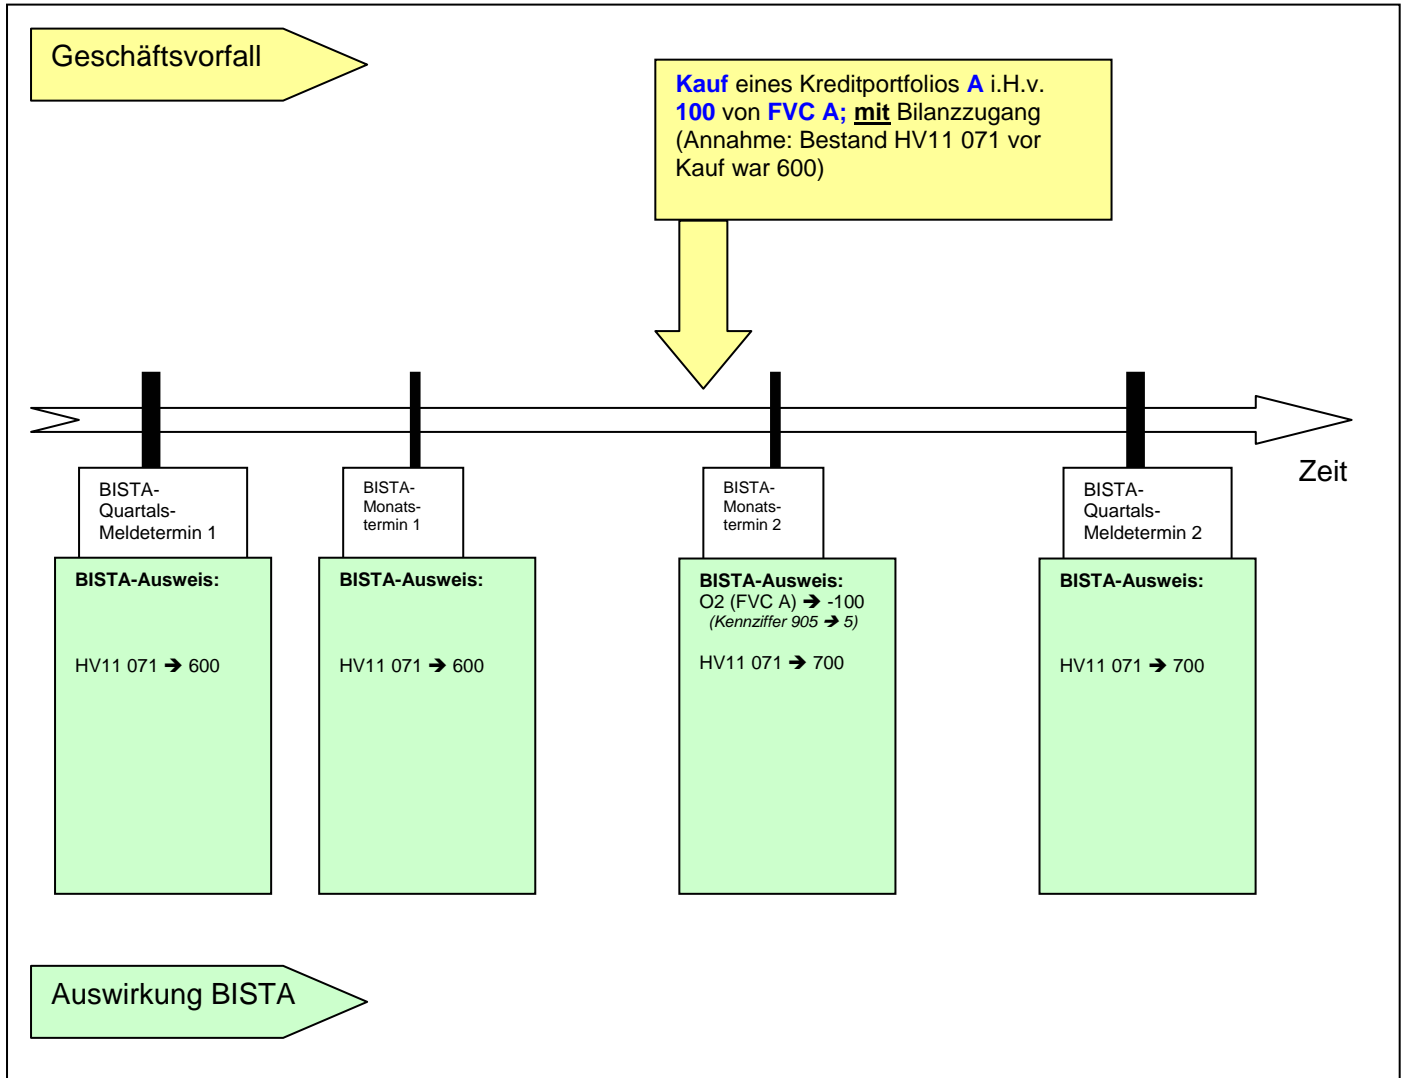 Geschäftsvorfall
Kauf eines Kreditportfolios A i.H.v.
100 von FVC A; mit Bilanzzugang
(Annahme: Bestand HV11 071 vor
Kauf war 600)
Zeit
BISTA-
Quartals-
Meldetermin 1
BISTA-Ausweis:
HV11 071 ➔ 600
BISTA-
Monats-
termin 1
BISTA-Ausweis:
HV11 071 ➔ 600
BISTA-
Monats-
termin 2
BISTA-Ausweis:
O2 (FVC A) ➔ -100
(Kennziffer 905 ➔ 5)
HV11 071 ➔ 700
BISTA-
Quartals-
Meldetermin 2
BISTA-Ausweis:
HV11 071 ➔ 700
Auswirkung BISTA